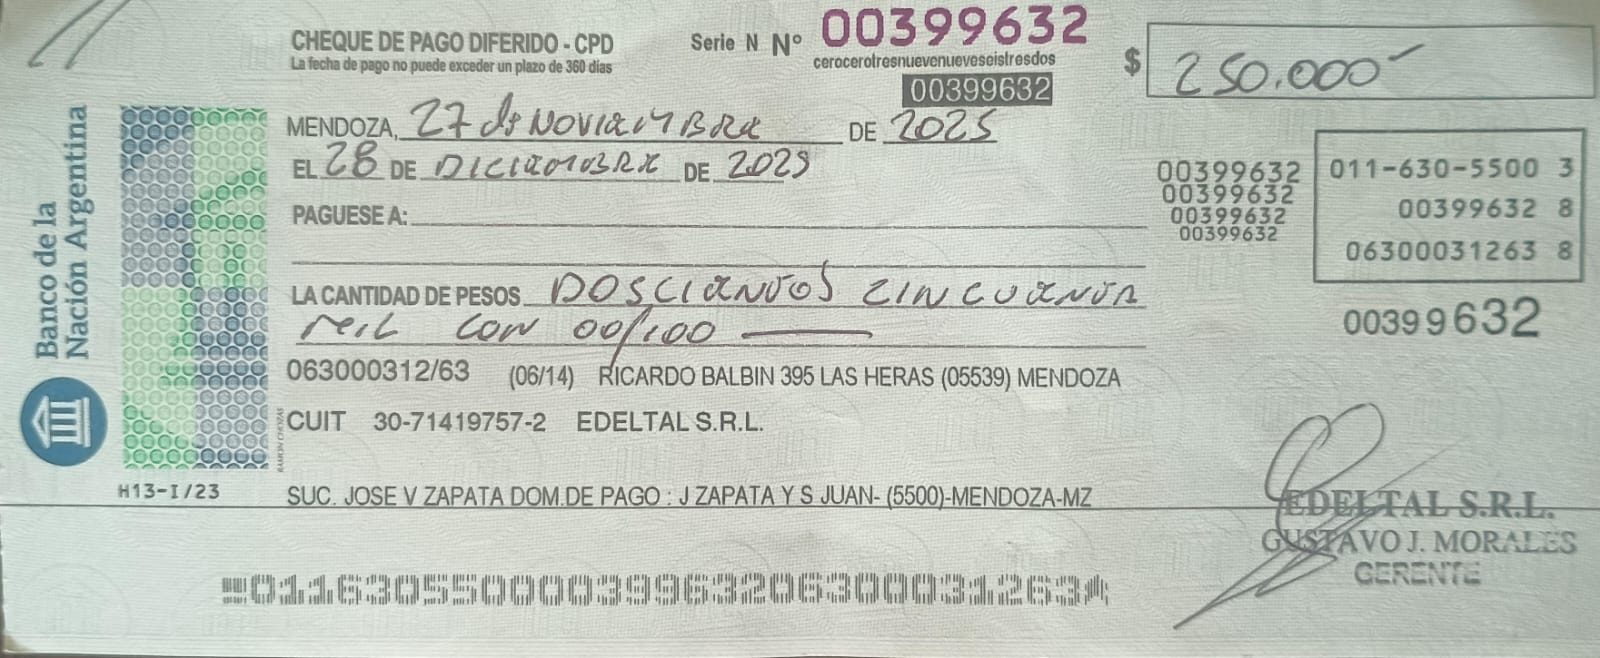 CHEQUE DE PAGO DIFERIDO - CPD
La fecha de pago no puede exceder un plazo de 360 días
Serie N N° 00399632
cerocerotresnuevenueveseistresdos
00399632
$ 250.000
MENDOZA, 27 de NOVIEMBRE DE 2025
EL 28 DE DICIEMBRE DE 2025
PAGUESE A:
LA CANTIDAD DE PESOS DOSCIENTOS CINCUENTA
MIL CON 00/100
00399632
00399632
00399632
00399632
011-630-5500 3
00399632 8
06300031263 8
00399632
063000312/63 (06/14) RICARDO BALBIN 395 LAS HERAS (05539) MENDOZA
CUIT 30-71419757-2 EDELTAL S.R.L.
SUC. JOSE V ZAPATA DOM.DE PAGO : J ZAPATA Y S JUAN- (5500)-MENDOZA-MZ
Banco de la
Nación Argentina
RAMON CHOZAS
H13-I/23
EDELTAL S.R.L.
GUSTAVO J. MORALES
GERENTE
01163055000039963206300031263